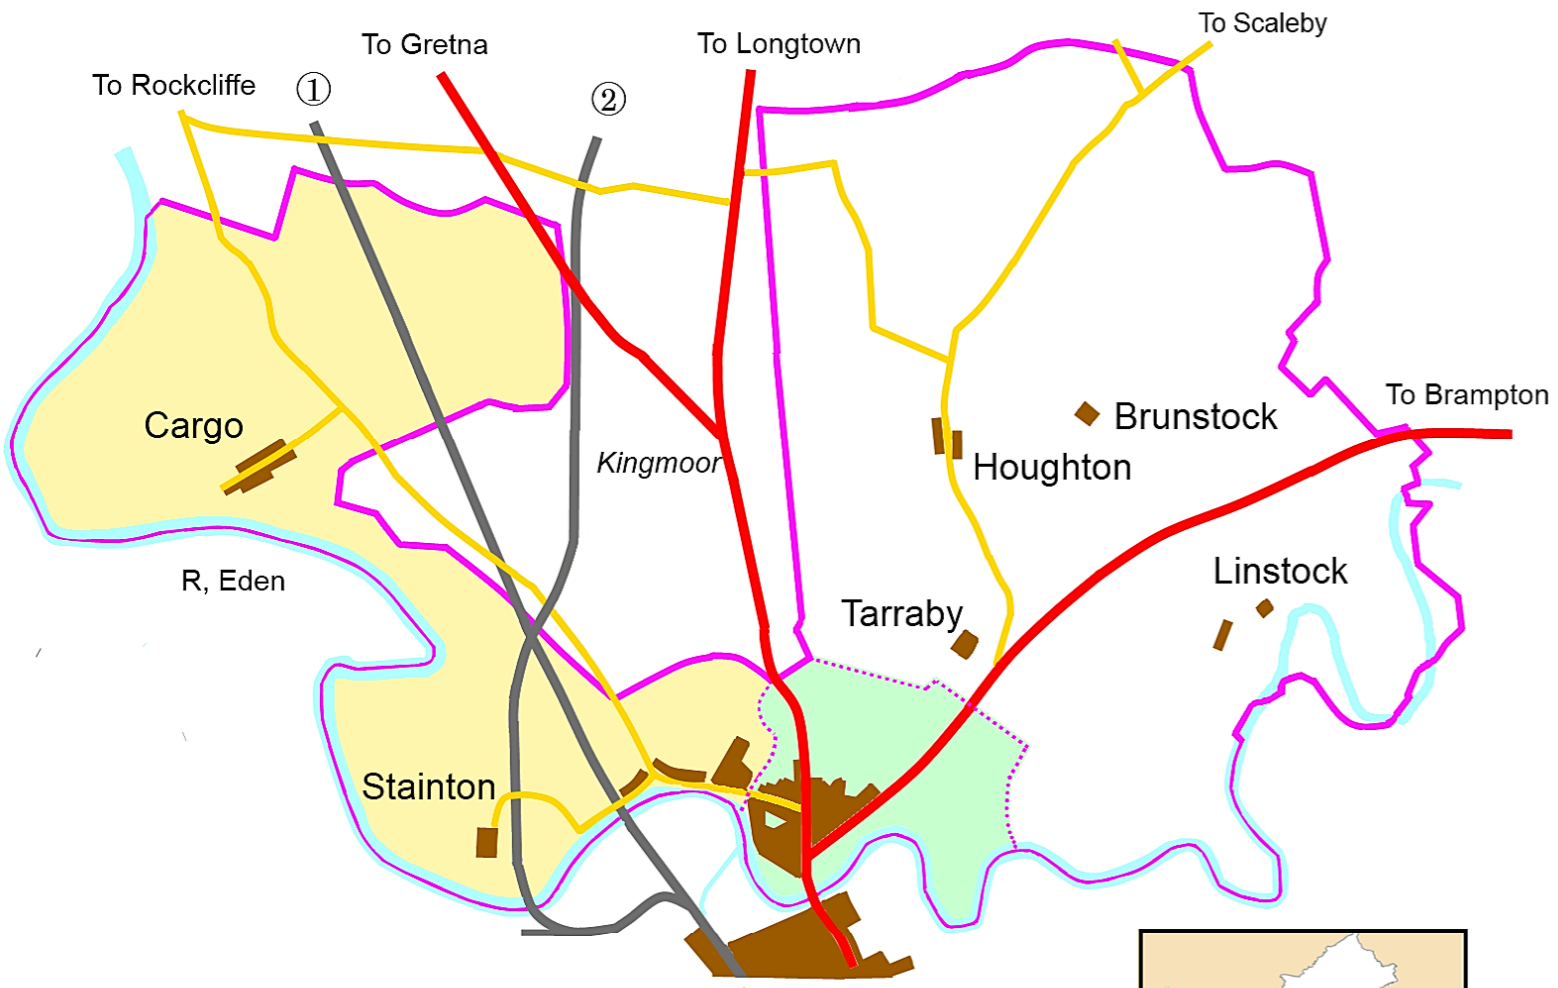 To Scaleby
To Gretna
To Longtown
To Rockcliffe
①
②
To Brampton
Cargo
Brunstock
Kingmoor
Houghton
R, Eden
Linstock
Tarraby
Stainton